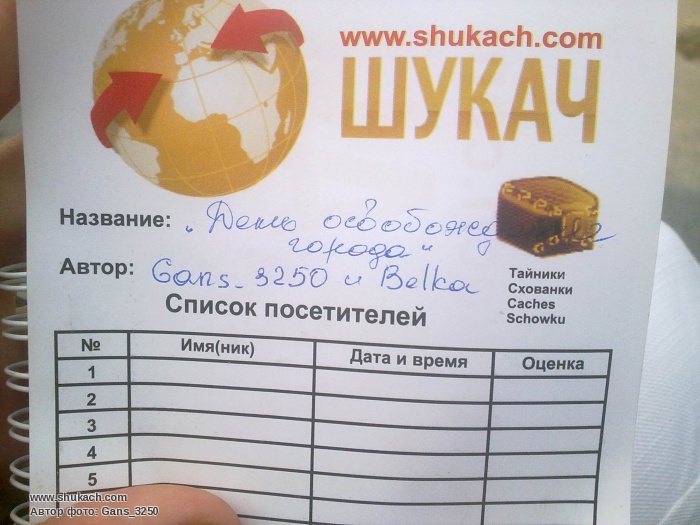 www.shukach.com
ШУКАЧ
Название: „День освобождения
города“
Автор: Gans_3250 и Belka
Тайники
Схованки
Caches
Schowku
Список посетителей
№ Имя(ник) Дата и время Оценка
1
2
3
4
5
www.shukach.com
Автор фото: Gans_3250